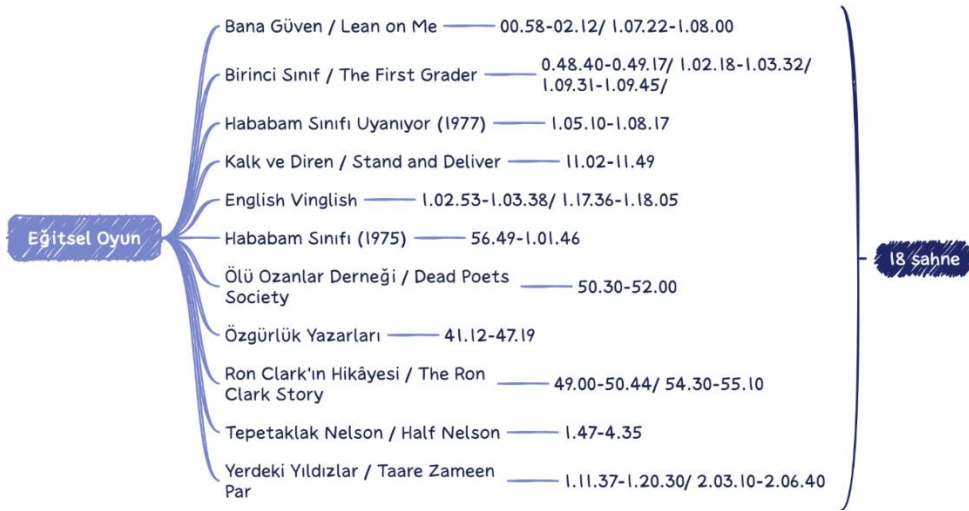 Bana Güven / Lean on Me 00.58-02.12/ 1.07.22-1.08.00
Birinci Sınıf / The First Grader 0.48.40-0.49.17/ 1.02.18-1.03.32/
1.09.31-1.09.45/
Hababam Sınıfı Uyanıyor (1977) 1.05.10-1.08.17
Kalk ve Diren / Stand and Deliver 11.02-11.49
English Vinglish 1.02.53-1.03.38/ 1.17.36-1.18.05
Eğitsel Oyun
Hababam Sınıfı (1975) 56.49-1.01.46
Ölü Ozanlar Derneği / Dead Poets
Society 50.30-52.00
Özgürlük Yazarları 41.12-47.19
Ron Clark'ın Hikâyesi / The Ron
Clark Story 49.00-50.44/ 54.30-55.10
Tepetaklak Nelson / Half Nelson 1.47-4.35
Yerdeki Yıldızlar / Taare Zameen
Par 1.11.37-1.20.30/ 2.03.10-2.06.40
18 sahne